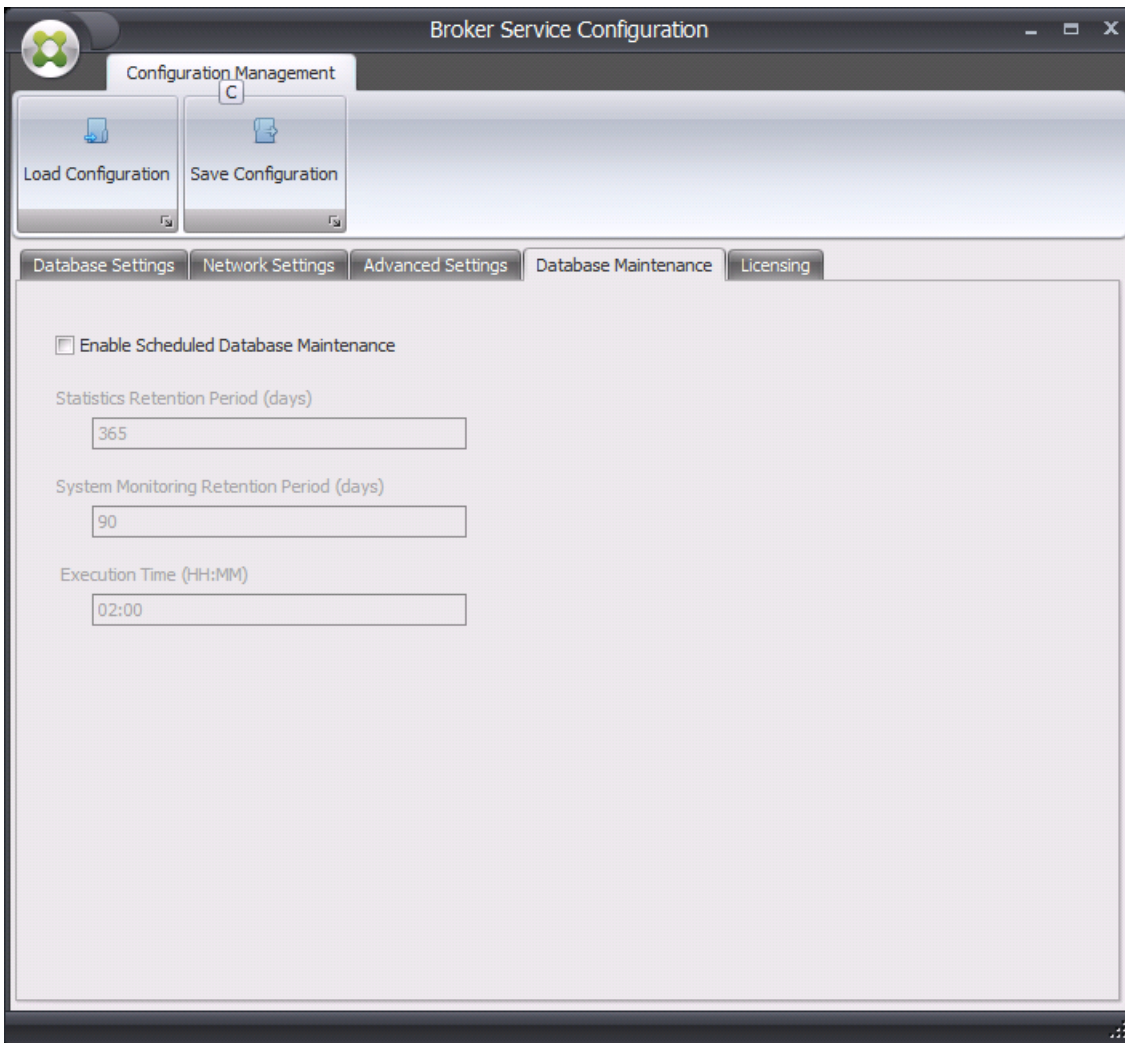 Broker Service Configuration
Configuration Management
C
Load Configuration
Save Configuration
Database Settings
Network Settings
Advanced Settings
Database Maintenance
Licensing
Enable Scheduled Database Maintenance
Statistics Retention Period (days)
365
System Monitoring Retention Period (days)
90
Execution Time (HH:MM)
02:00